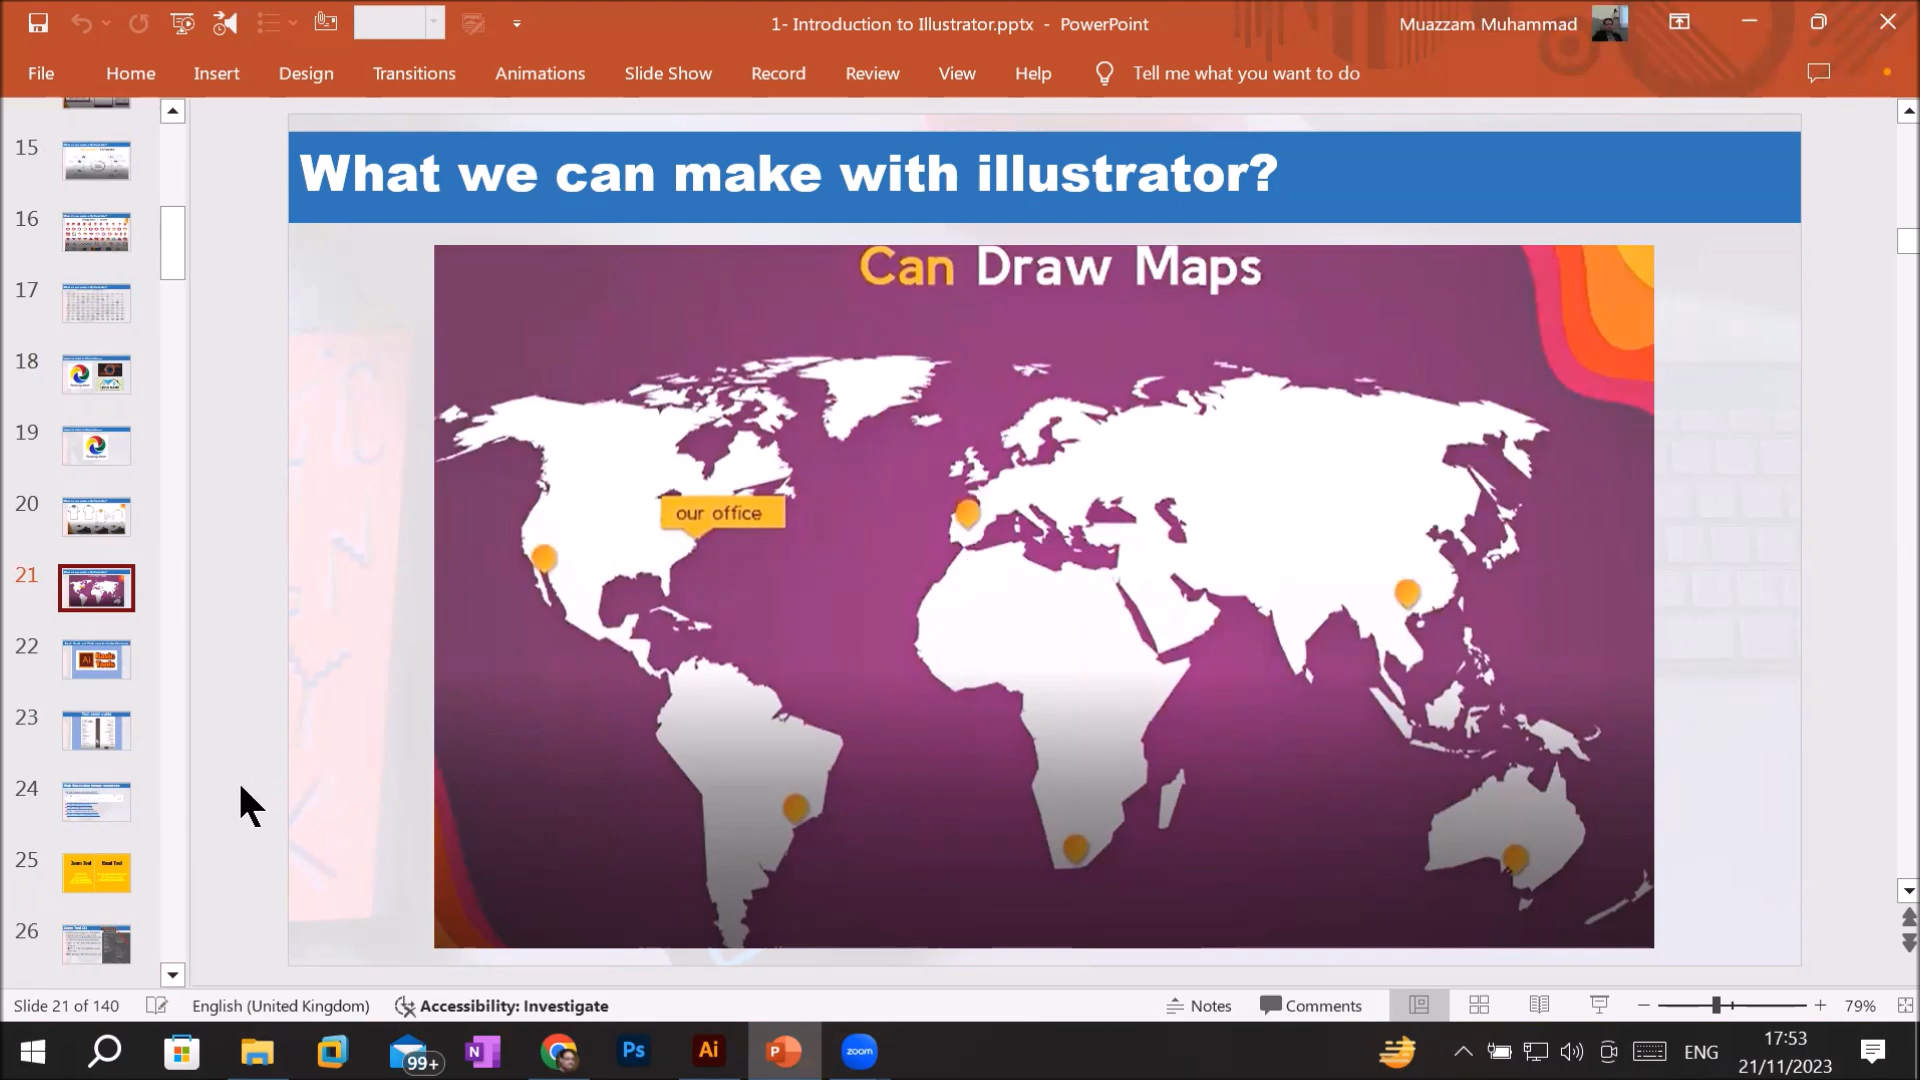 1- Introduction to Illustrator.pptx - PowerPoint
Muazzam Muhammad
File Home Insert Design Transitions Animations Slide Show Record Review View Help Tell me what you want to do
15
16
17
18
19
20
21
22
23
24
25
26
What we can make with illustrator?
Can Draw Maps
our office
Slide 21 of 140 English (United Kingdom) Accessibility: Investigate Notes Comments 79%
99+ N Ps Ai P zoom ENG
17:53
21/11/2023